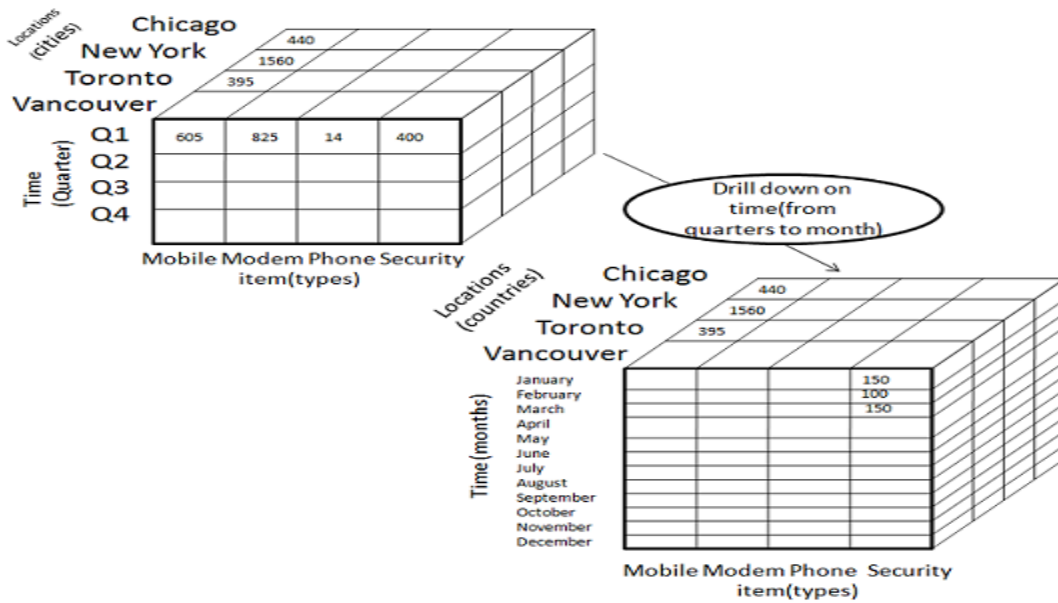 Locations
(cities)
Chicago
New York
Toronto
Vancouver
440
1560
395
Time
(Quarter)
Q1
Q2
Q3
Q4
605 825 14 400
Mobile Modem Phone Security
item(types)
Drill down on
time(from
quarters to month)
Locations
(countries)
Chicago
New York
Toronto
Vancouver
440
1560
395
Time(months)
January
February
March
April
May
June
July
August
September
October
November
December
150
100
150
Mobile Modem Phone Security
item(types)